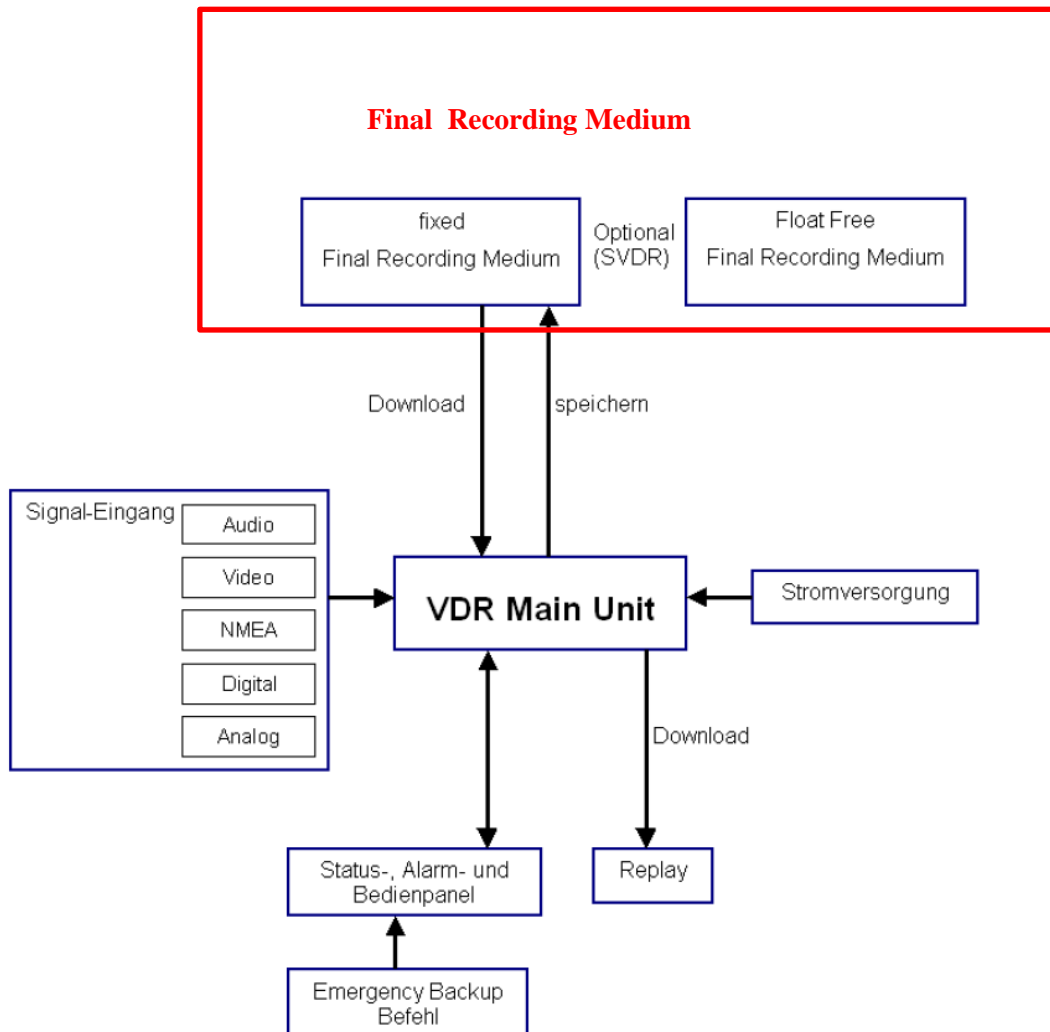 Final Recording Medium
fixed
Final Recording Medium
Optional
(SVDR)
Float Free
Final Recording Medium
Download
speichern
Signal-Eingang
Audio
Video
NMEA
Digital
Analog
VDR Main Unit
Stromversorgung
Download
Status-, Alarm- und
Bedienpanel
Replay
Emergency Backup
Befehl